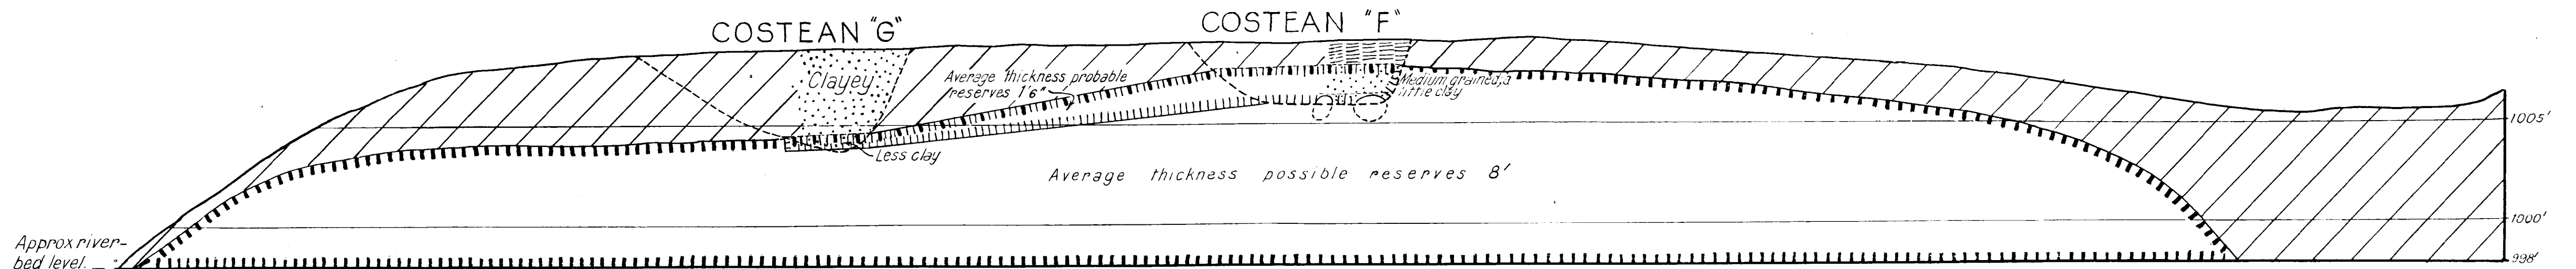 COSTEAN "G"
COSTEAN "F"
Clayey
Average thickness probable
reserves 1'6"
Medium grained, a
little clay
Less clay
1005'
Average thickness possible reserves 8'
1000'
Approx river-
bed level.
998'